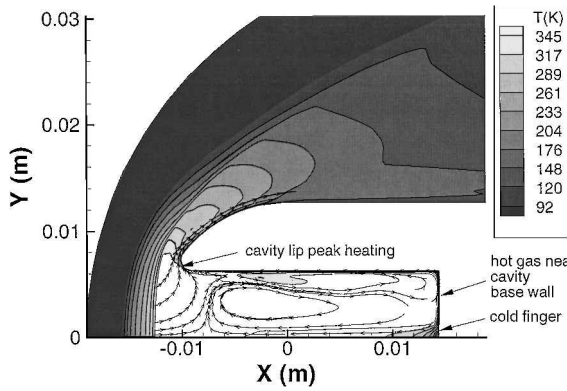 0.03
0.02
0.01
0
Y (m)
-0.01
0
0.01
X (m)
T(K)
345
317
289
261
233
204
176
148
120
92
cavity lip peak heating
hot gas nea
cavity
base wall
cold finger